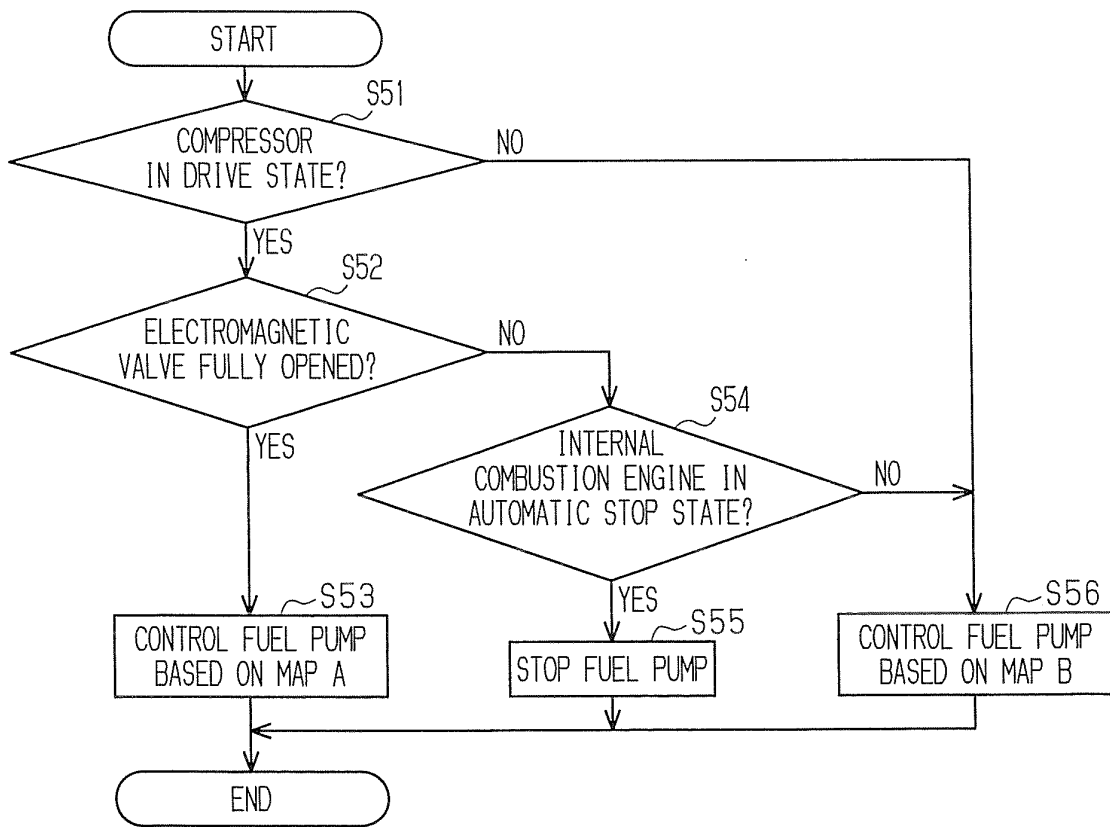 START
S51
COMPRESSOR
IN DRIVE STATE?
NO
YES
S52
ELECTROMAGNETIC
VALVE FULLY OPENED?
NO
YES
S54
INTERNAL
COMBUSTION ENGINE IN
AUTOMATIC STOP STATE?
NO
YES
S53
CONTROL FUEL PUMP
BASED ON MAP A
S55
STOP FUEL PUMP
S56
CONTROL FUEL PUMP
BASED ON MAP B
END